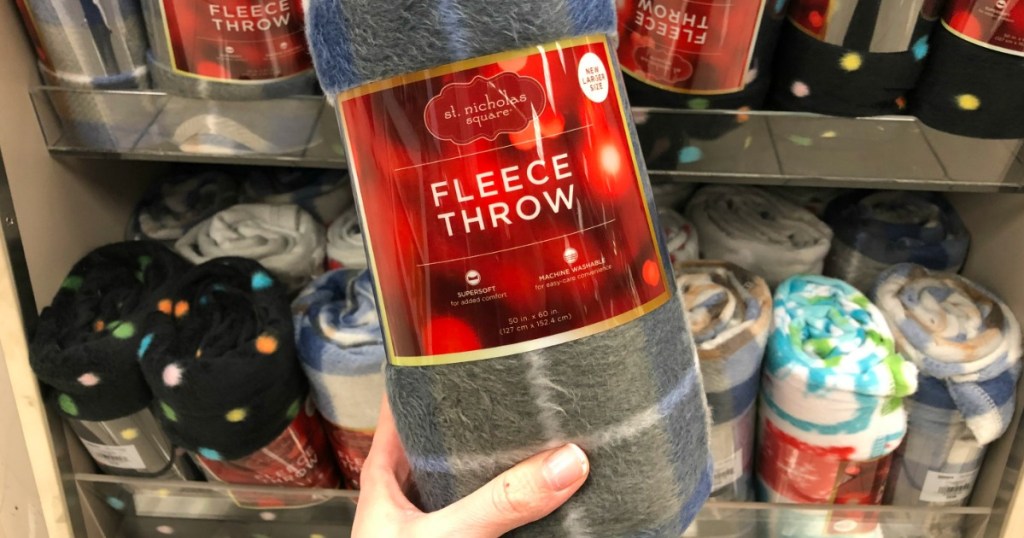 FLEECE THROW
FLEECE THROW
st. nicholas
square®
NEW
LARGER
SIZE
FLEECE
THROW
SUPERSOFT
for added comfort
MACHINE WASHABLE
for easy-care convenience
50 in. x 60 in.
(127 cm x 152.4 cm)